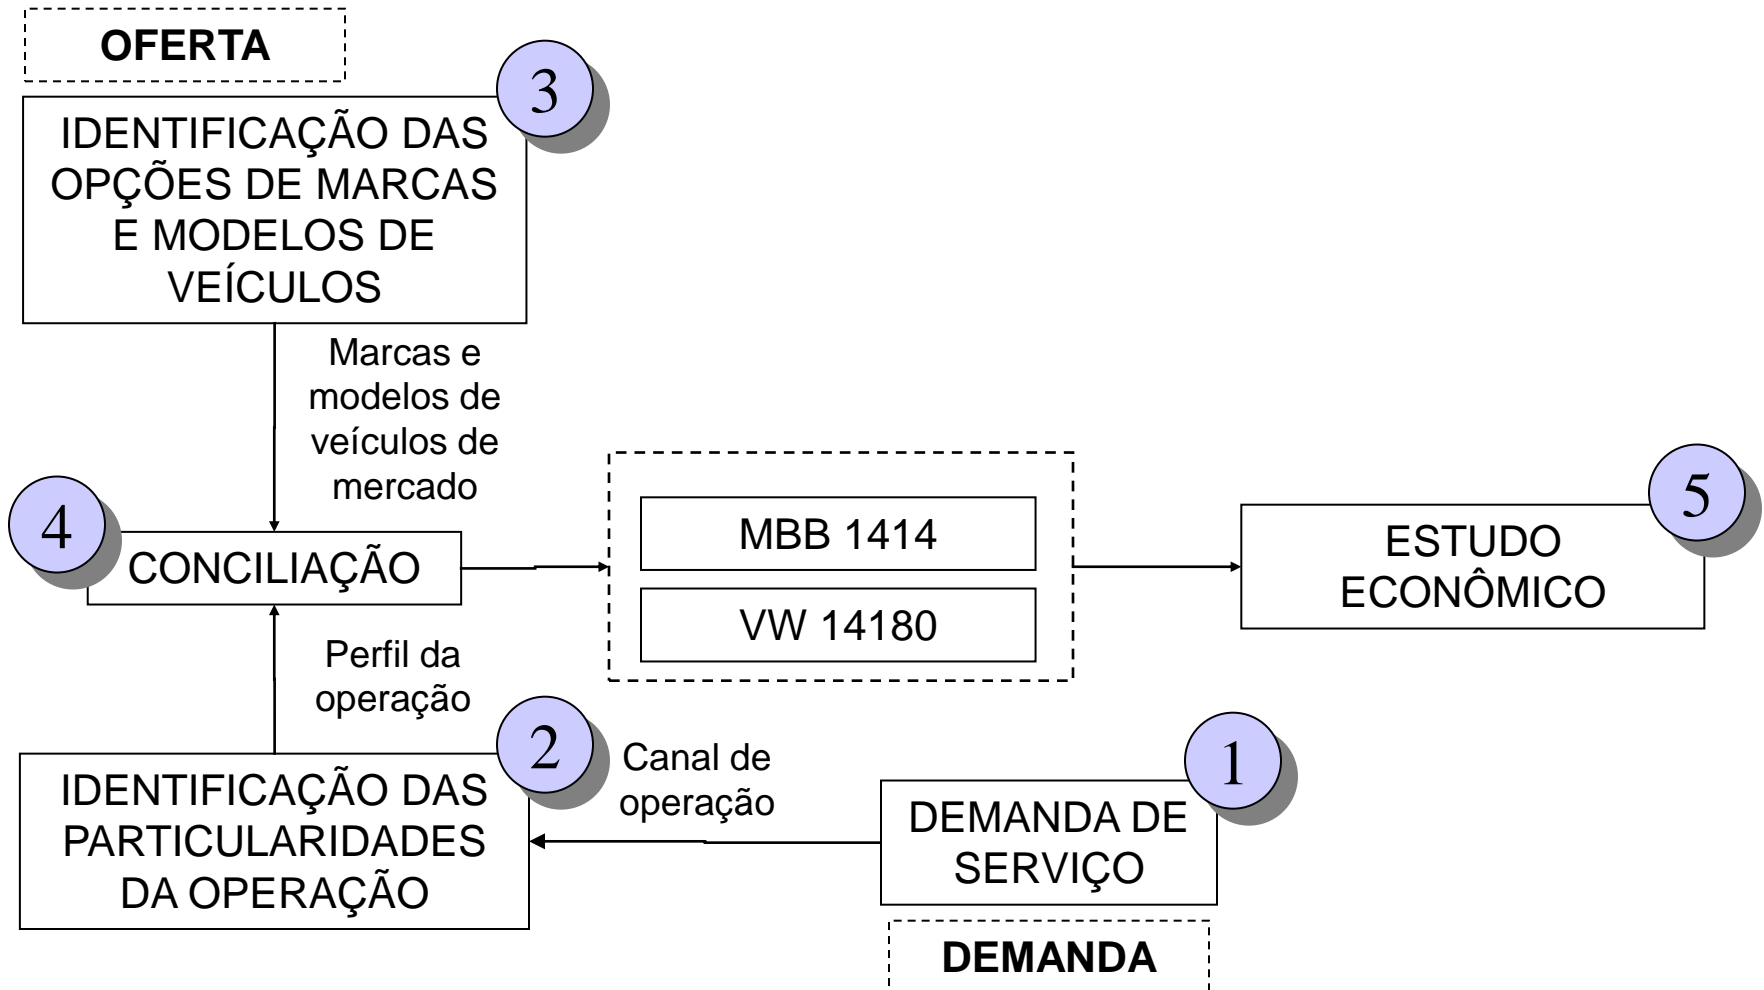 OFERTA
3
IDENTIFICAÇÃO DAS
OPÇÕES DE MARCAS
E MODELOS DE
VEÍCULOS
Marcas e
modelos de
veículos de
mercado
4
CONCILIAÇÃO
MBB 1414
VW 14180
5
ESTUDO
ECONÔMICO
Perfil da
operação
2
IDENTIFICAÇÃO DAS
PARTICULARIDADES
DA OPERAÇÃO
Canal de
operação
1
DEMANDA DE
SERVIÇO
DEMANDA